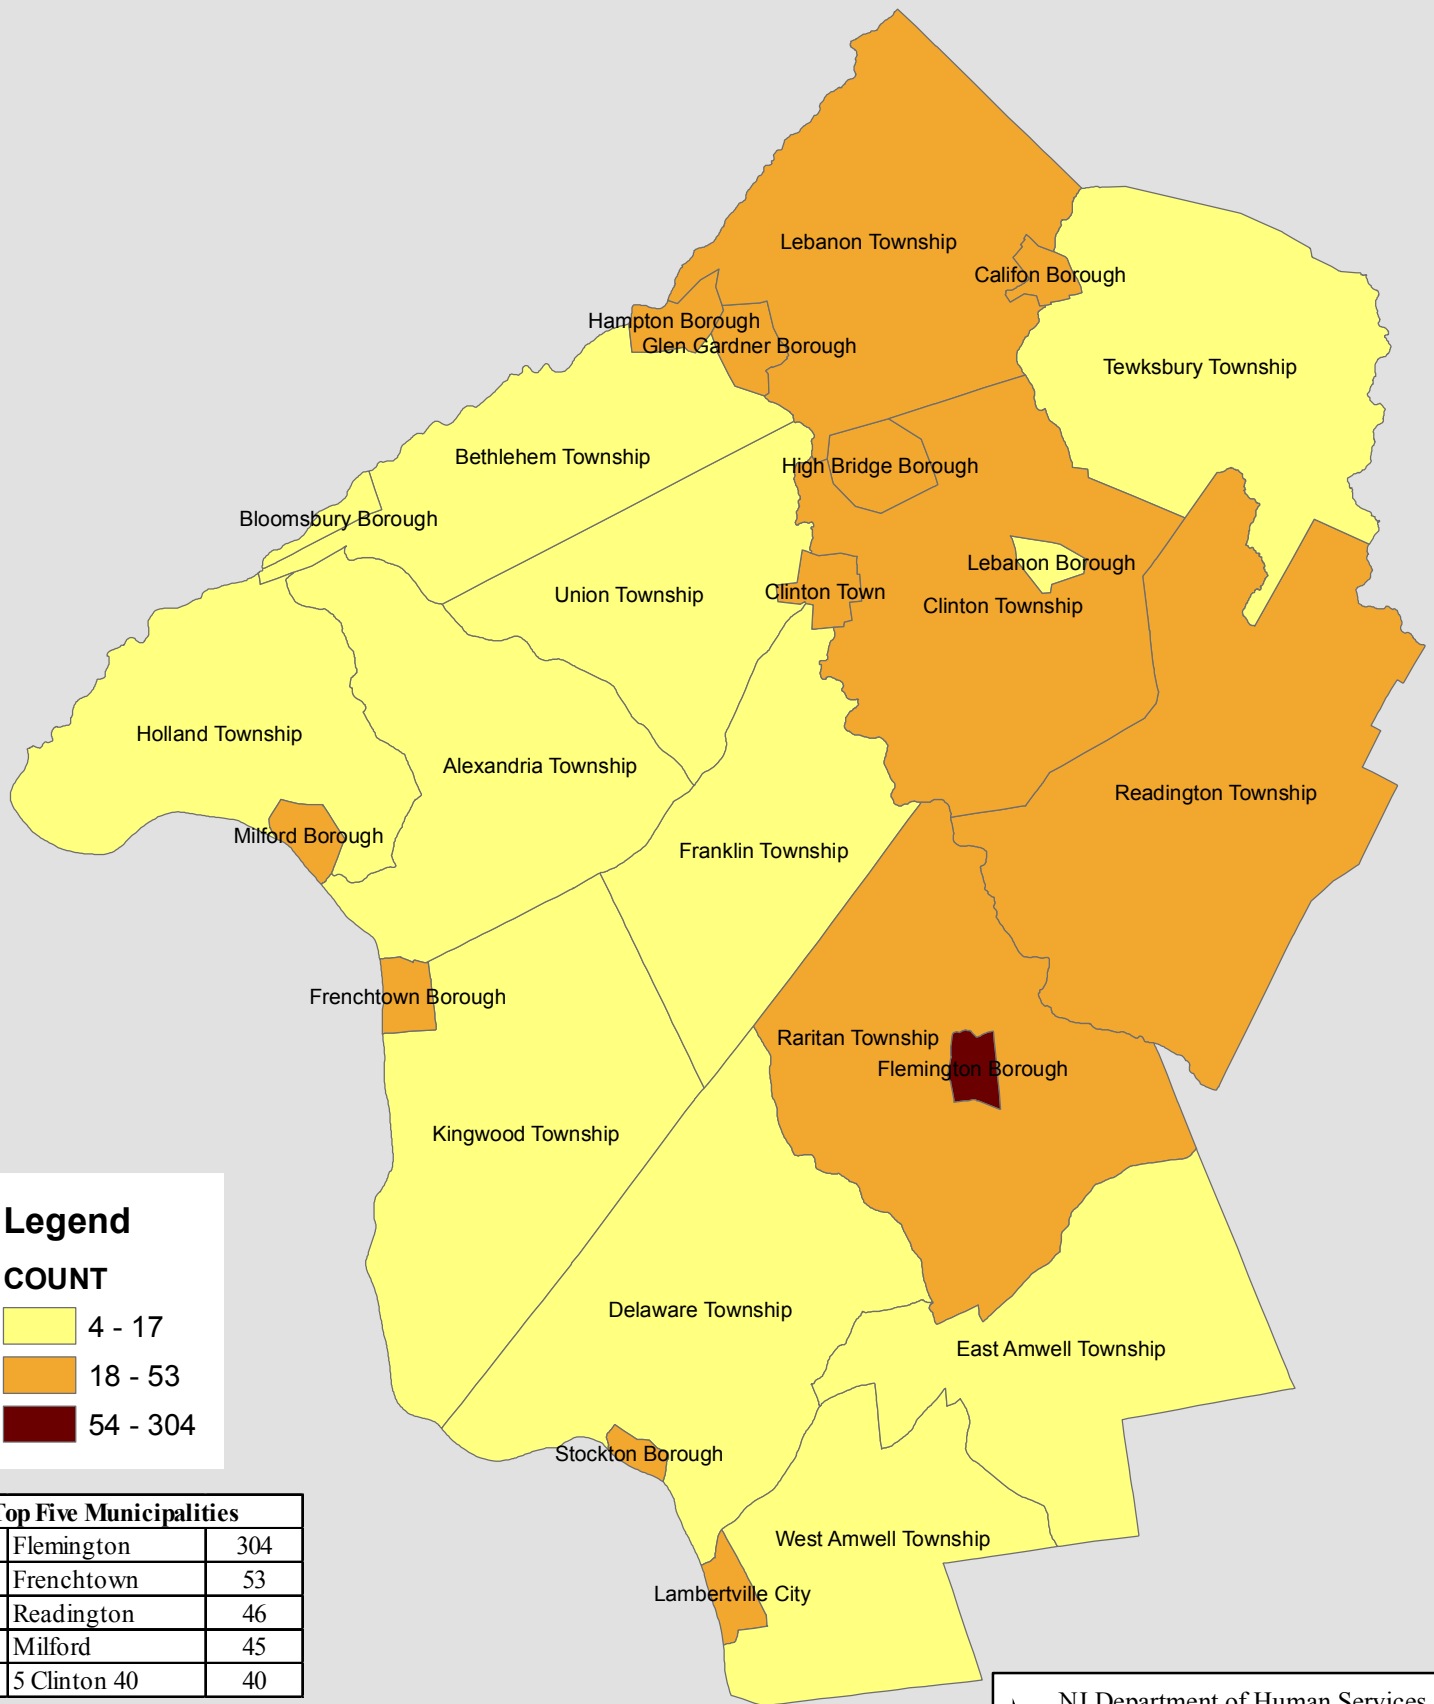 Lebanon Township
Califon Borough
Hampton Borough
Glen Gardner Borough
Tewksbury Township
Bethlehem Township
High Bridge Borough
Bloomsbury Borough
Lebanon Borough
Union Township
Clinton Town
Clinton Township
Holland Township
Alexandria Township
Readington Township
Milford Borough
Franklin Township
Frenchtown Borough
Raritan Township
Flemington Borough
Kingwood Township
Delaware Township
East Amwell Township
Stockton Borough
West Amwell Township
Lambertville City
Legend
COUNT
4 - 17
18 - 53
54 - 304
Top Five Municipalities
Flemington 304
Frenchtown 53
Readington 46
Milford 45
5 Clinton 40 40
NJ Department of Human Services